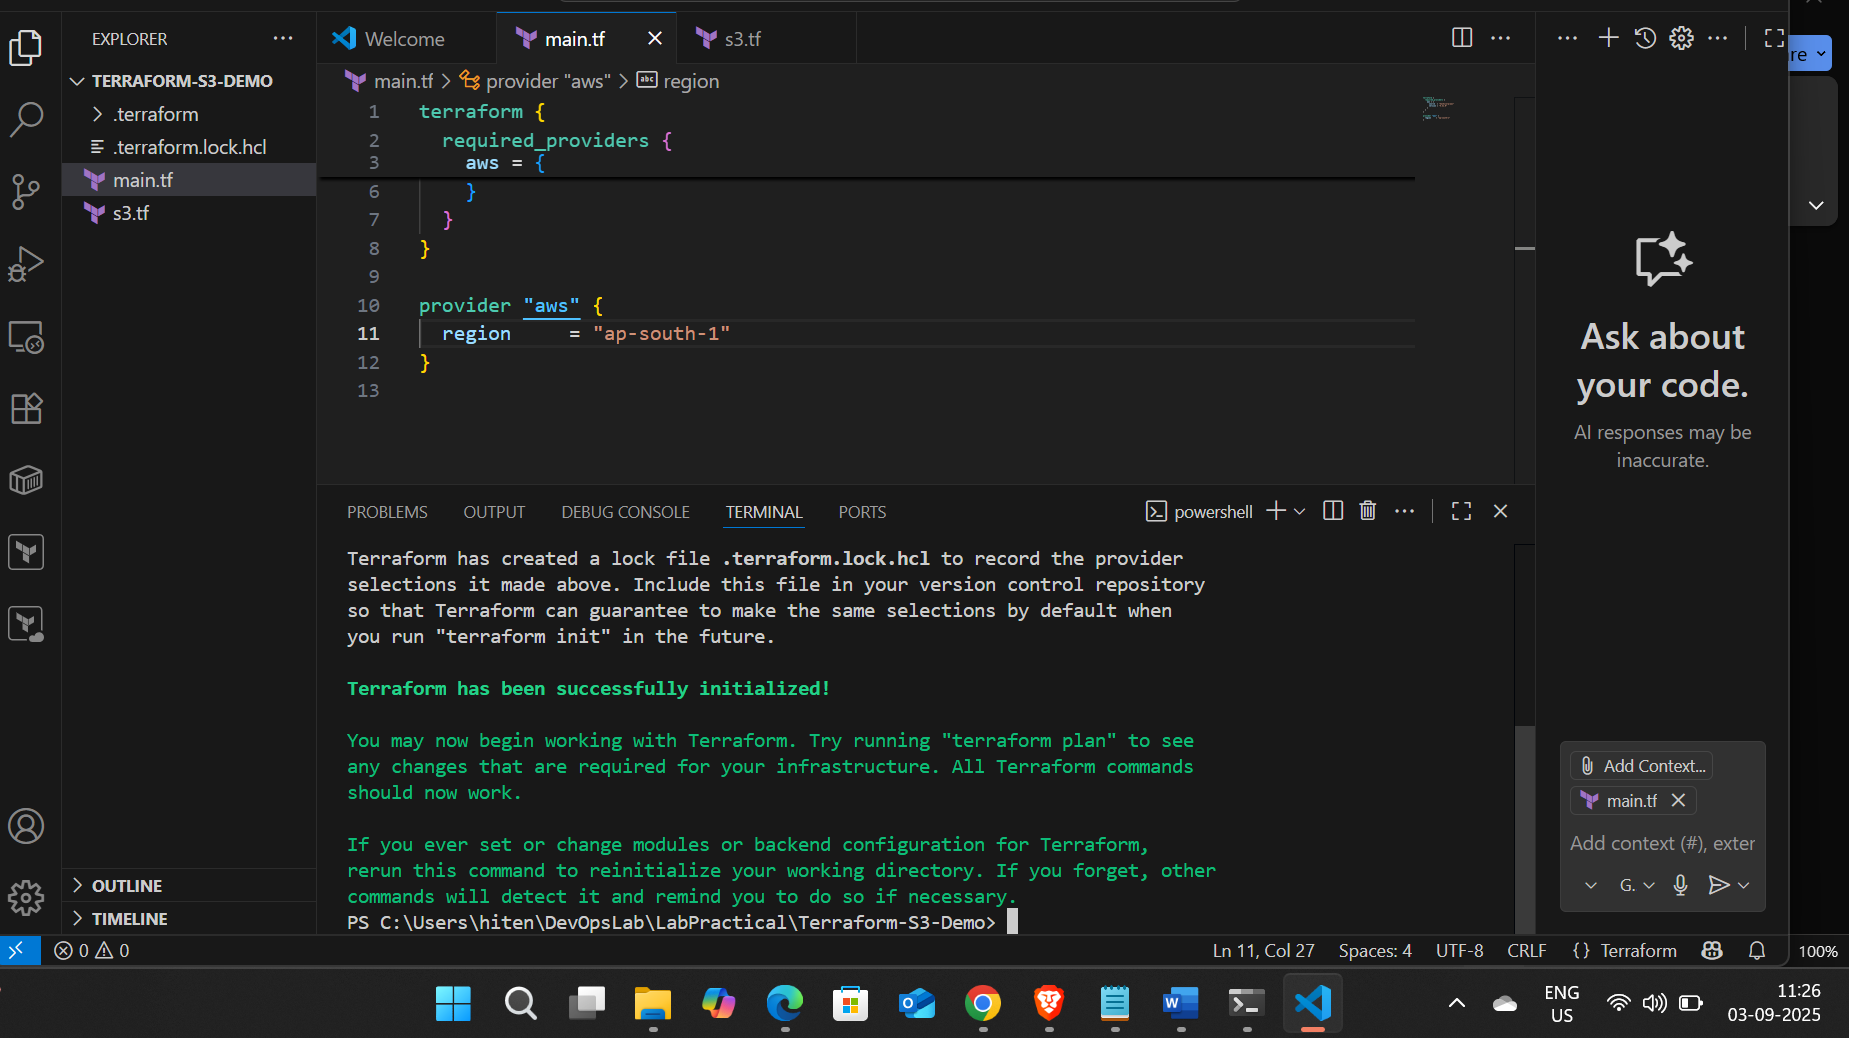 EXPLORER
TERRAFORM-S3-DEMO
.terraform
.terraform.lock.hcl
main.tf
s3.tf
OUTLINE
TIMELINE
Welcome
main.tf
s3.tf
main.tf > provider "aws" > abc region
1 terraform {
2 required_providers {
3 aws = {
6 }
7 }
8 }
9
10 provider "aws" {
11 region     = "ap-south-1"
12 }
13
PROBLEMS OUTPUT DEBUG CONSOLE TERMINAL PORTS
powershell
Terraform has created a lock file .terraform.lock.hcl to record the provider
selections it made above. Include this file in your version control repository
so that Terraform can guarantee to make the same selections by default when
you run "terraform init" in the future.
Terraform has been successfully initialized!
You may now begin working with Terraform. Try running "terraform plan" to see
any changes that are required for your infrastructure. All Terraform commands
should now work.
If you ever set or change modules or backend configuration for Terraform,
rerun this command to reinitialize your working directory. If you forget, other
commands will detect it and remind you to do so if necessary.
PS C:\Users\hiten\DevOpsLab\LabPractical\Terraform-S3-Demo>
re
Ask about
your code.
AI responses may be
inaccurate.
Add Context...
main.tf
Add context (#), exter
G.
0 0
Ln 11, Col 27 Spaces: 4 UTF-8 CRLF {} Terraform
100%
ENG
US
11:26
03-09-2025